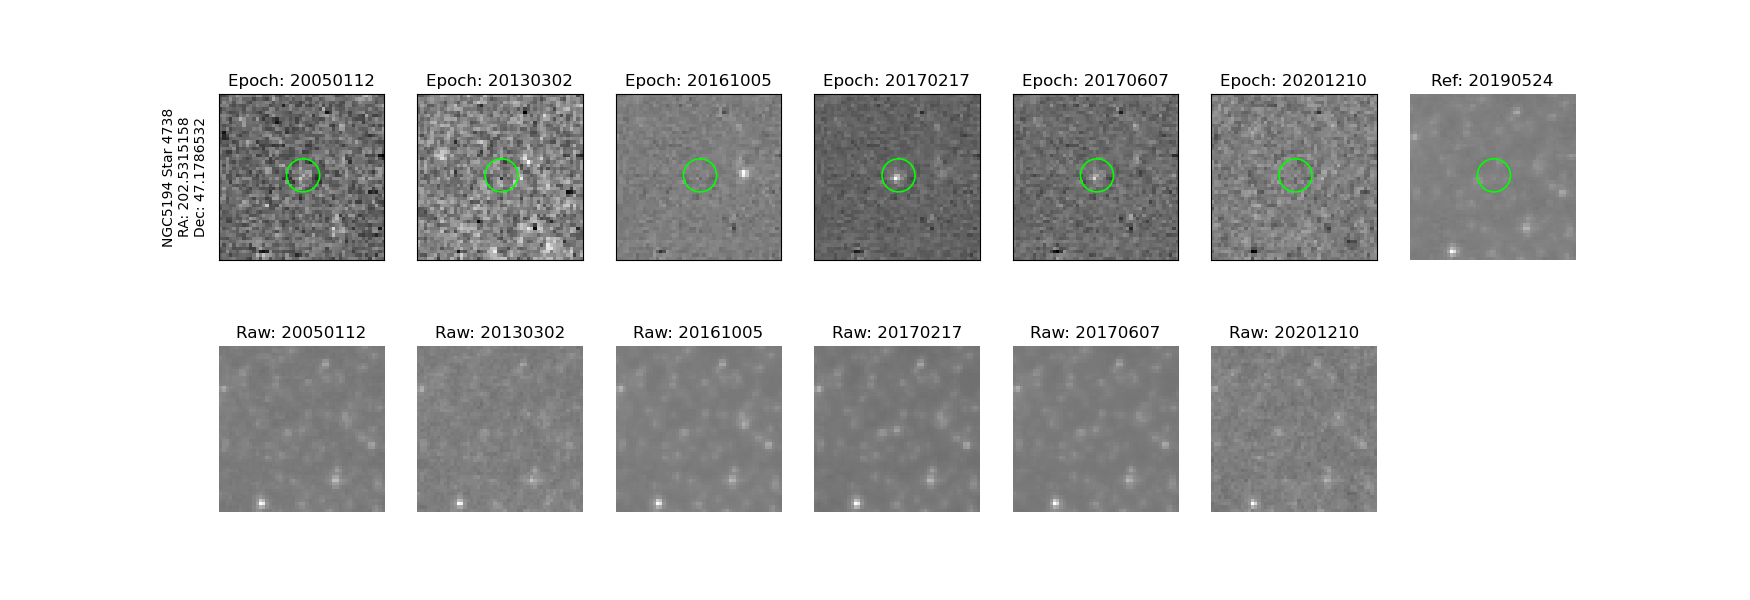 Epoch: 20050112
Epoch: 20130302
Epoch: 20161005
Epoch: 20170217
Epoch: 20170607
Epoch: 20201210
Ref: 20190524
NGC5194 Star 4738
RA: 202.5315158
Dec: 47.1786532
Raw: 20050112
Raw: 20130302
Raw: 20161005
Raw: 20170217
Raw: 20170607
Raw: 20201210